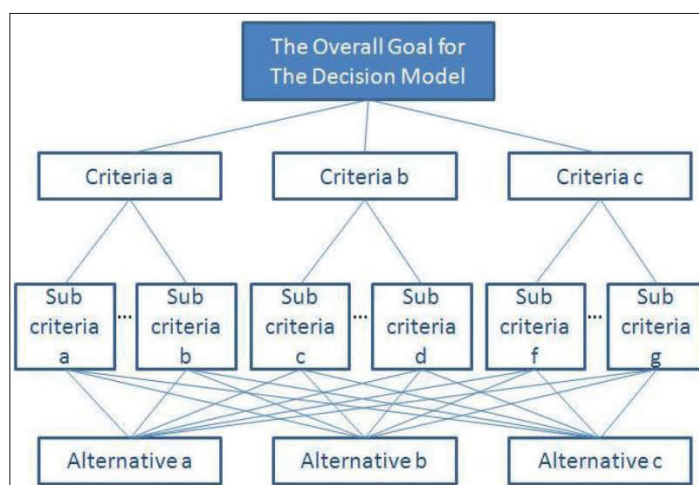 The Overall Goal for
The Decision Model
Criteria a
Criteria b
Criteria c
Sub
criteria
a
...
Sub
criteria
b
Sub
criteria
c
...
Sub
criteria
d
Sub
criteria
f
...
Sub
criteria
g
Alternative a
Alternative b
Alternative c